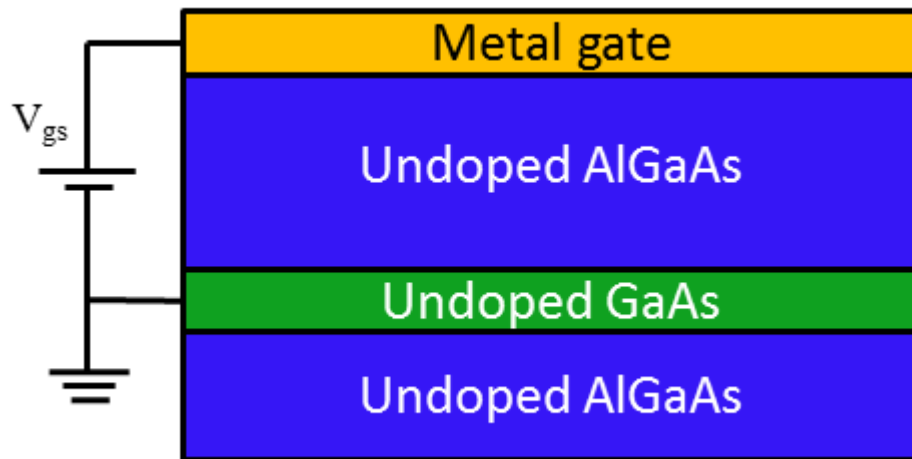 Metal gate
Vgs
Undoped AlGaAs
Undoped GaAs
Undoped AlGaAs